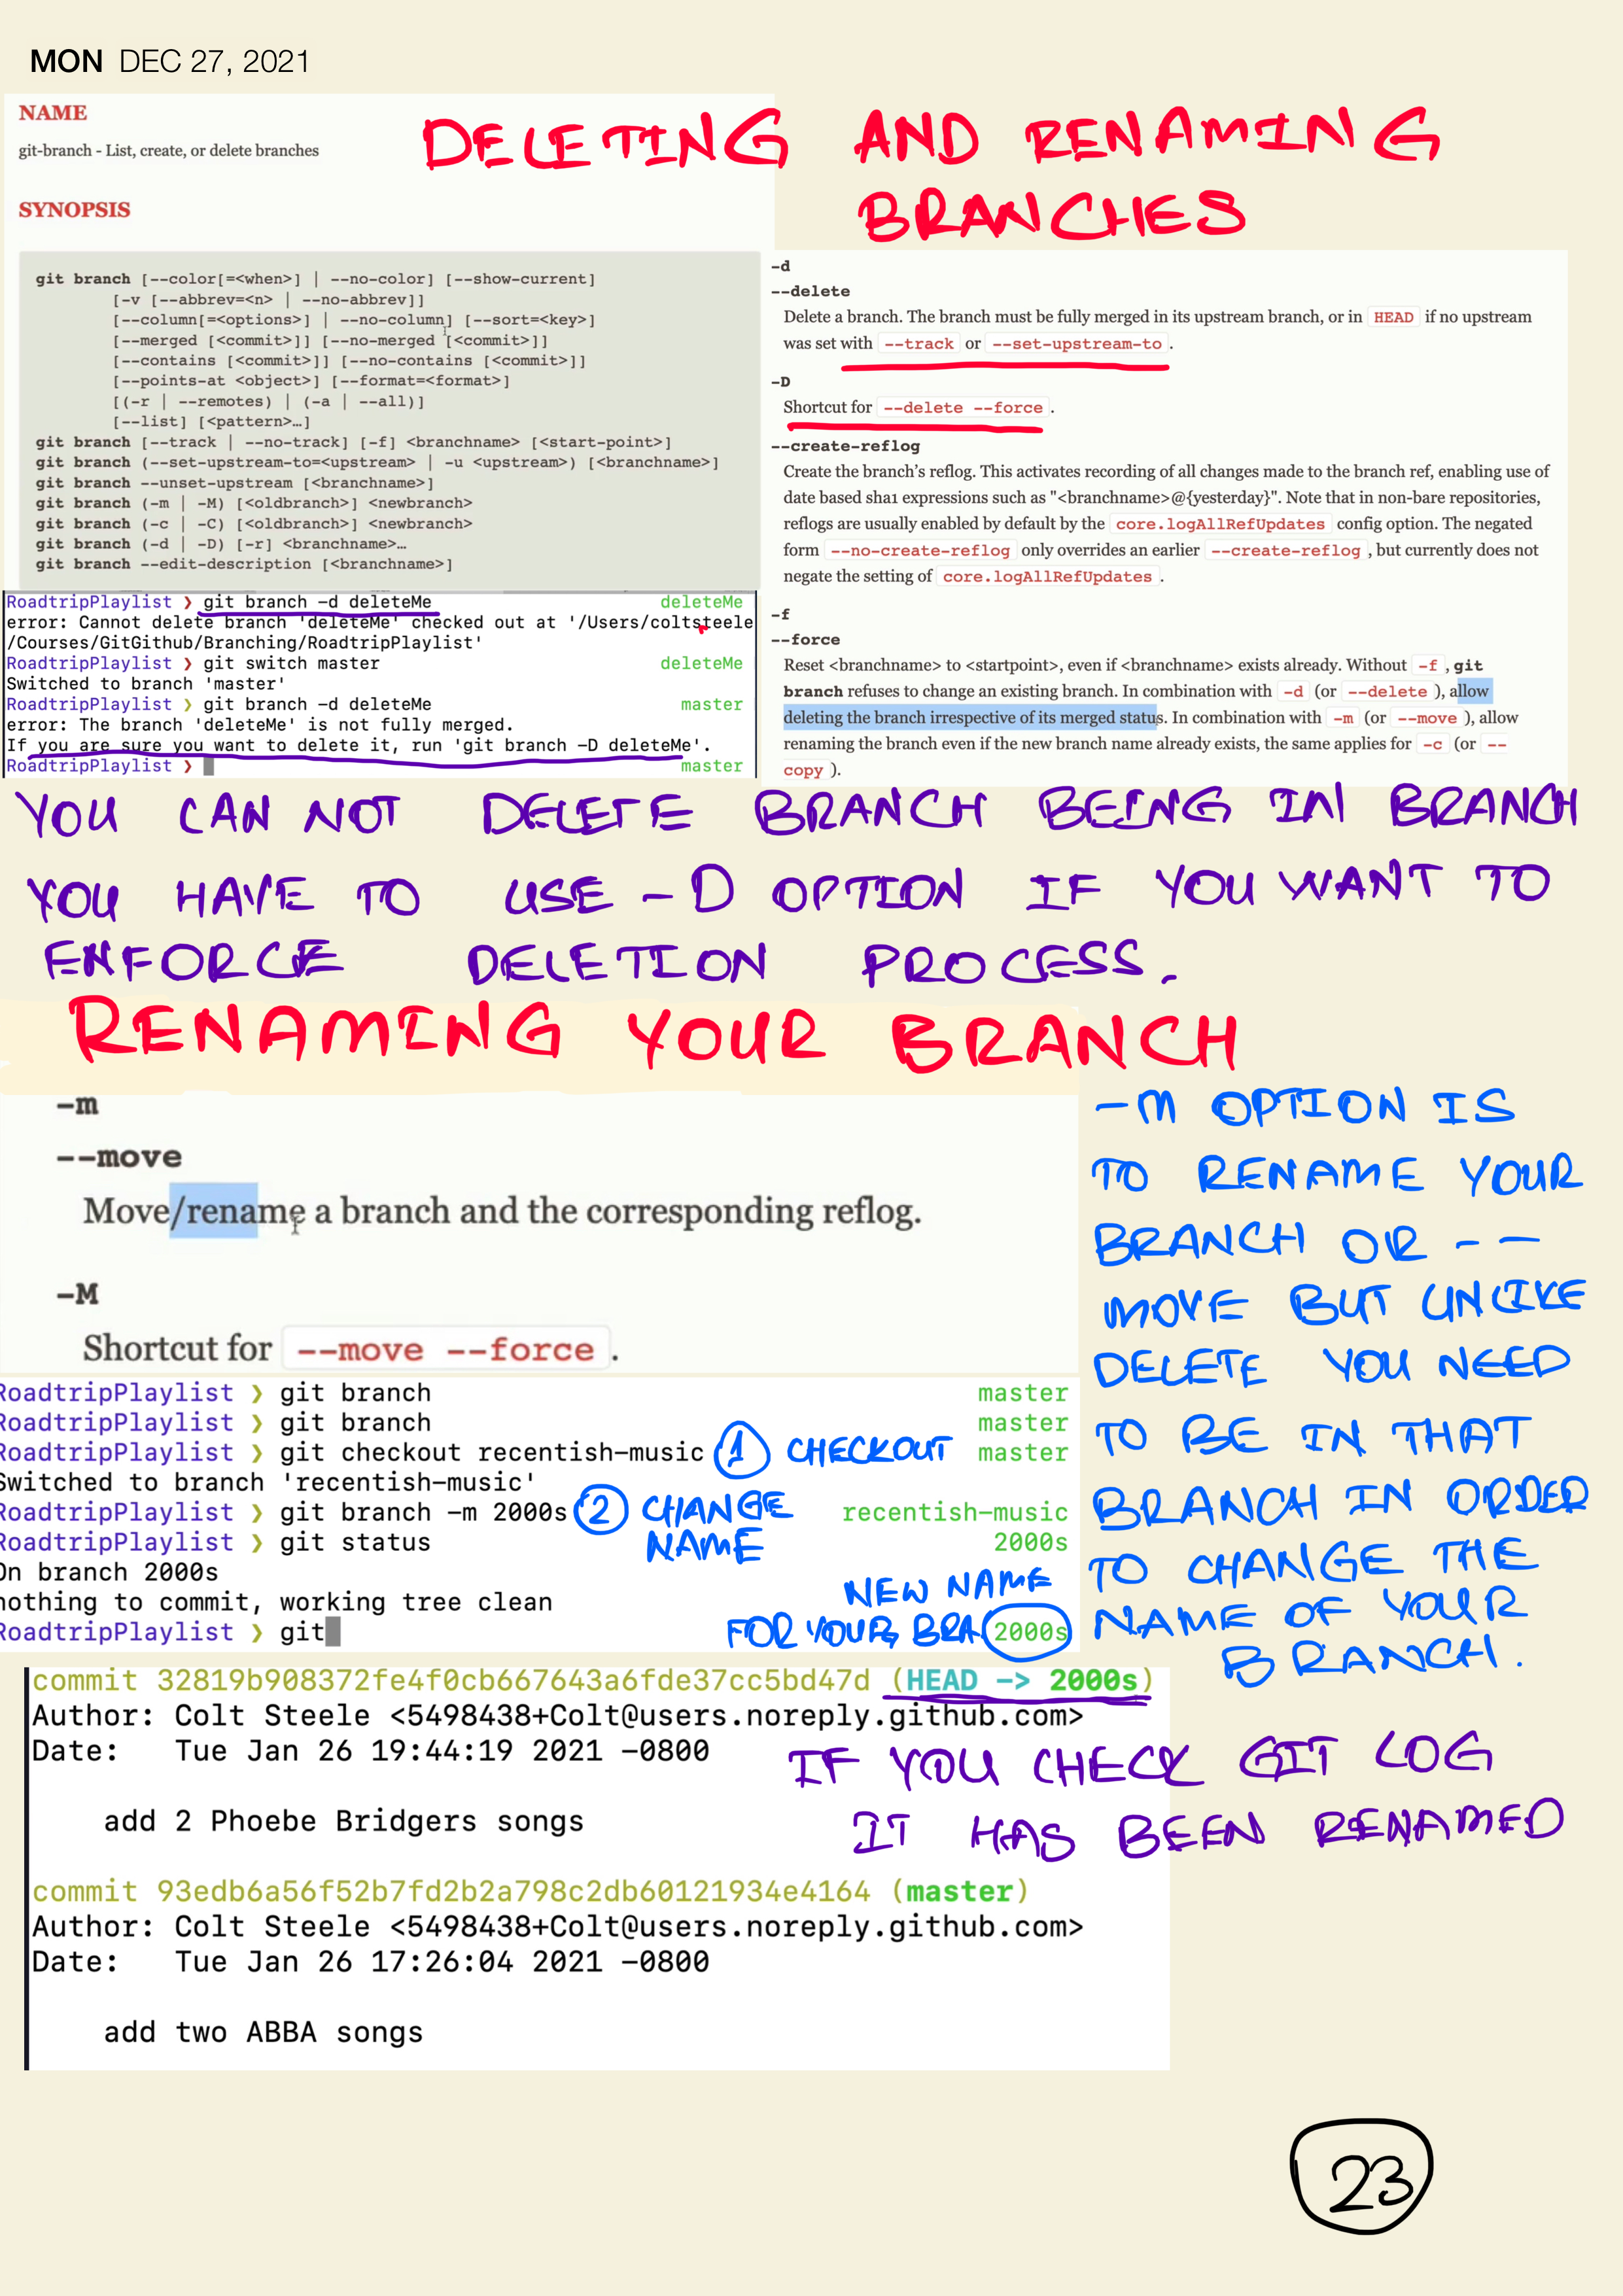 MON DEC 27, 2021
DELETING AND RENAMING
BRANCHES
NAME
git-branch - List, create, or delete branches
SYNOPSIS
git branch [--color[=<when>] | --no-color] [--show-current]
[-v [--abbrev=<n> | --no-abbrev]]
[--column[=<options>] | --no-column] [--sort=<key>]
[--merged [<commit>]] [--no-merged [<commit>]]
[--contains [<commit>]] [--no-contains [<commit>]]
[--points-at <object>] [--format=<format>]
[(-r | --remotes) | (-a | --all)]
[--list] [<pattern>…]
git branch [--track | --no-track] [-f] <branchname> [<start-point>]
git branch (--set-upstream-to=<upstream> | -u <upstream>) [<branchname>]
git branch --unset-upstream [<branchname>]
git branch (-m | -M) [<oldbranch>] <newbranch>
git branch (-c | -C) [<oldbranch>] <newbranch>
git branch (-d | -D) [-r] <branchname>…
git branch --edit-description [<branchname>]
-d
--delete
Delete a branch. The branch must be fully merged in its upstream branch, or in HEAD if no upstream
was set with --track or --set-upstream-to .
-D
Shortcut for --delete --force .
--create-reflog
Create the branch’s reflog. This activates recording of all changes made to the branch ref, enabling use of
date based sha1 expressions such as "<branchname>@{yesterday}". Note that in non-bare repositories,
reflogs are usually enabled by default by the core.logAllRefUpdates config option. The negated
form --no-create-reflog only overrides an earlier --create-reflog , but currently does not
negate the setting of core.logAllRefUpdates .
-f
--force
Reset <branchname> to <startpoint>, even if <branchname> exists already. Without -f , git
branch refuses to change an existing branch. In combination with -d (or --delete ), allow
deleting the branch irrespective of its merged status. In combination with -m (or --move ), allow
renaming the branch even if the new branch name already exists, the same applies for -c (or --
copy ).
RoadtripPlaylist ❯ git branch -d deleteMe deleteMe
error: Cannot delete branch 'deleteMe' checked out at '/Users/coltsteele
/Courses/GitGithub/Branching/RoadtripPlaylist'
RoadtripPlaylist ❯ git switch master deleteMe
Switched to branch 'master'
RoadtripPlaylist ❯ git branch -d deleteMe master
error: The branch 'deleteMe' is not fully merged.
If you are sure you want to delete it, run 'git branch -D deleteMe'.
RoadtripPlaylist ❯ master
YOU CAN NOT DELETE BRANCH BEING IN BRANCH
YOU HAVE TO USE -D OPTION IF YOU WANT TO
ENFORCE DELETION PROCESS.
RENAMING YOUR BRANCH
-m
--move
Move/rename a branch and the corresponding reflog.
-M
Shortcut for --move --force .
-M OPTION IS
TO RENAME YOUR
BRANCH OR --
MOVE BUT UNLIKE
DELETE YOU NEED
TO BE IN THAT
BRANCH IN ORDER
TO CHANGE THE
NAME OF YOUR
BRANCH.
RoadtripPlaylist ❯ git branch master
RoadtripPlaylist ❯ git branch master
RoadtripPlaylist ❯ git checkout recentish-music 1 CHECKOUT master
Switched to branch 'recentish-music'
RoadtripPlaylist ❯ git branch -m 2000s 2 CHANGE recentish-music
RoadtripPlaylist ❯ git status NAME 2000s
On branch 2000s
nothing to commit, working tree clean NEW NAME
RoadtripPlaylist ❯ git FOR YOUR BRA 2000s
commit 32819b908372fe4f0cb667643a6fde37cc5bd47d (HEAD -> 2000s)
Author: Colt Steele <5498438+Colt@users.noreply.github.com>
Date: Tue Jan 26 19:44:19 2021 -0800
IF YOU CHECK GIT LOG
IT HAS BEEN RENAMED
add 2 Phoebe Bridgers songs
commit 93edb6a56f52b7fd2b2a798c2db60121934e4164 (master)
Author: Colt Steele <5498438+Colt@users.noreply.github.com>
Date: Tue Jan 26 17:26:04 2021 -0800
add two ABBA songs
23